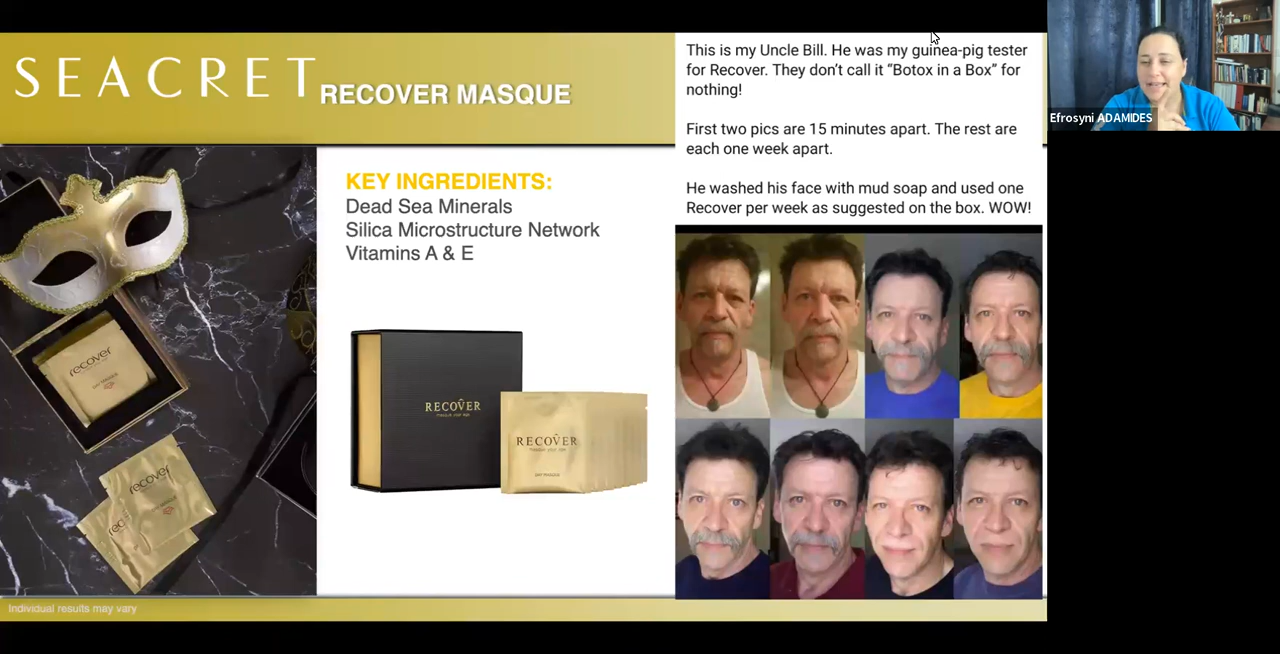 SEACRET
RECOVER MASQUE
KEY INGREDIENTS:
Dead Sea Minerals
Silica Microstructure Network
Vitamins A & E
This is my Uncle Bill. He was my guinea-pig tester
for Recover. They don’t call it “Botox in a Box” for
nothing!
First two pics are 15 minutes apart. The rest are
each one week apart.
He washed his face with mud soap and used one
Recover per week as suggested on the box. WOW!
Efrosyni ADAMIDES
recover
recover
RECOVER
RECOVER
Individual results may vary